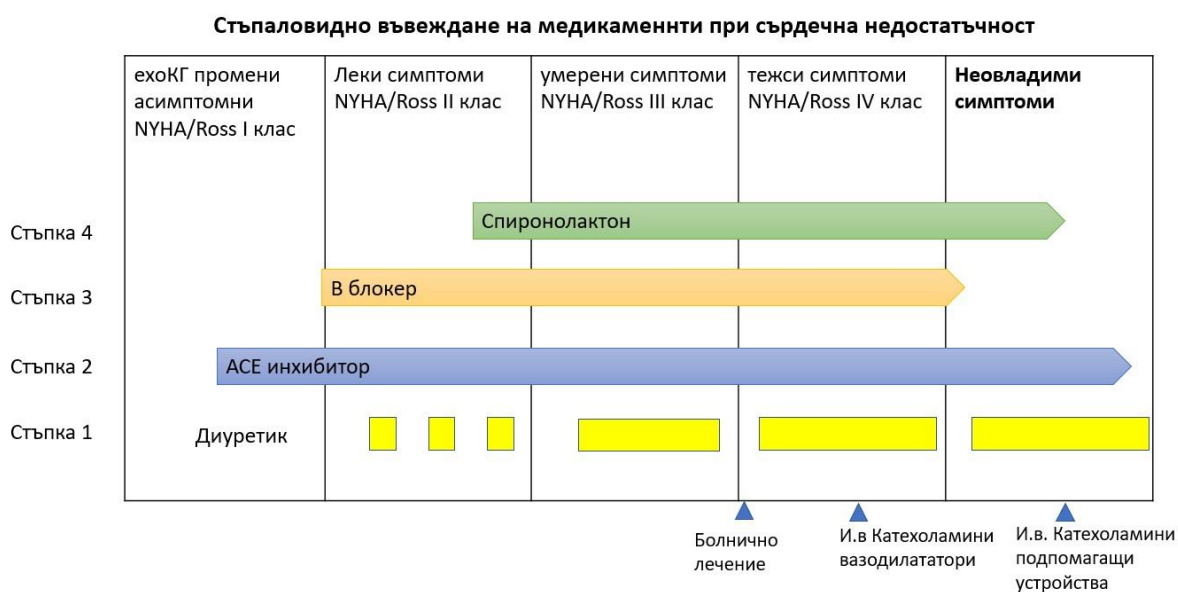 Стъпаловидно въвеждане на медикаменнти при сърдечна недостатъчност
ехоКГ промени
асимптомни
NYHA/Ross I клас
Леки симптоми
NYHA/Ross II клас
умерени симптоми
NYHA/Ross III клас
тежси симптоми
NYHA/Ross IV клас
Неовладими
симптоми
Стъпка 4
Спиронолактон
Стъпка 3
В блокер
Стъпка 2
АСЕ инхибитор
Стъпка 1
Диуретик
Болнично
лечение
И.в Катехоламини
вазодилататори
И.в. Катехоламини
подпомагащи
устройства